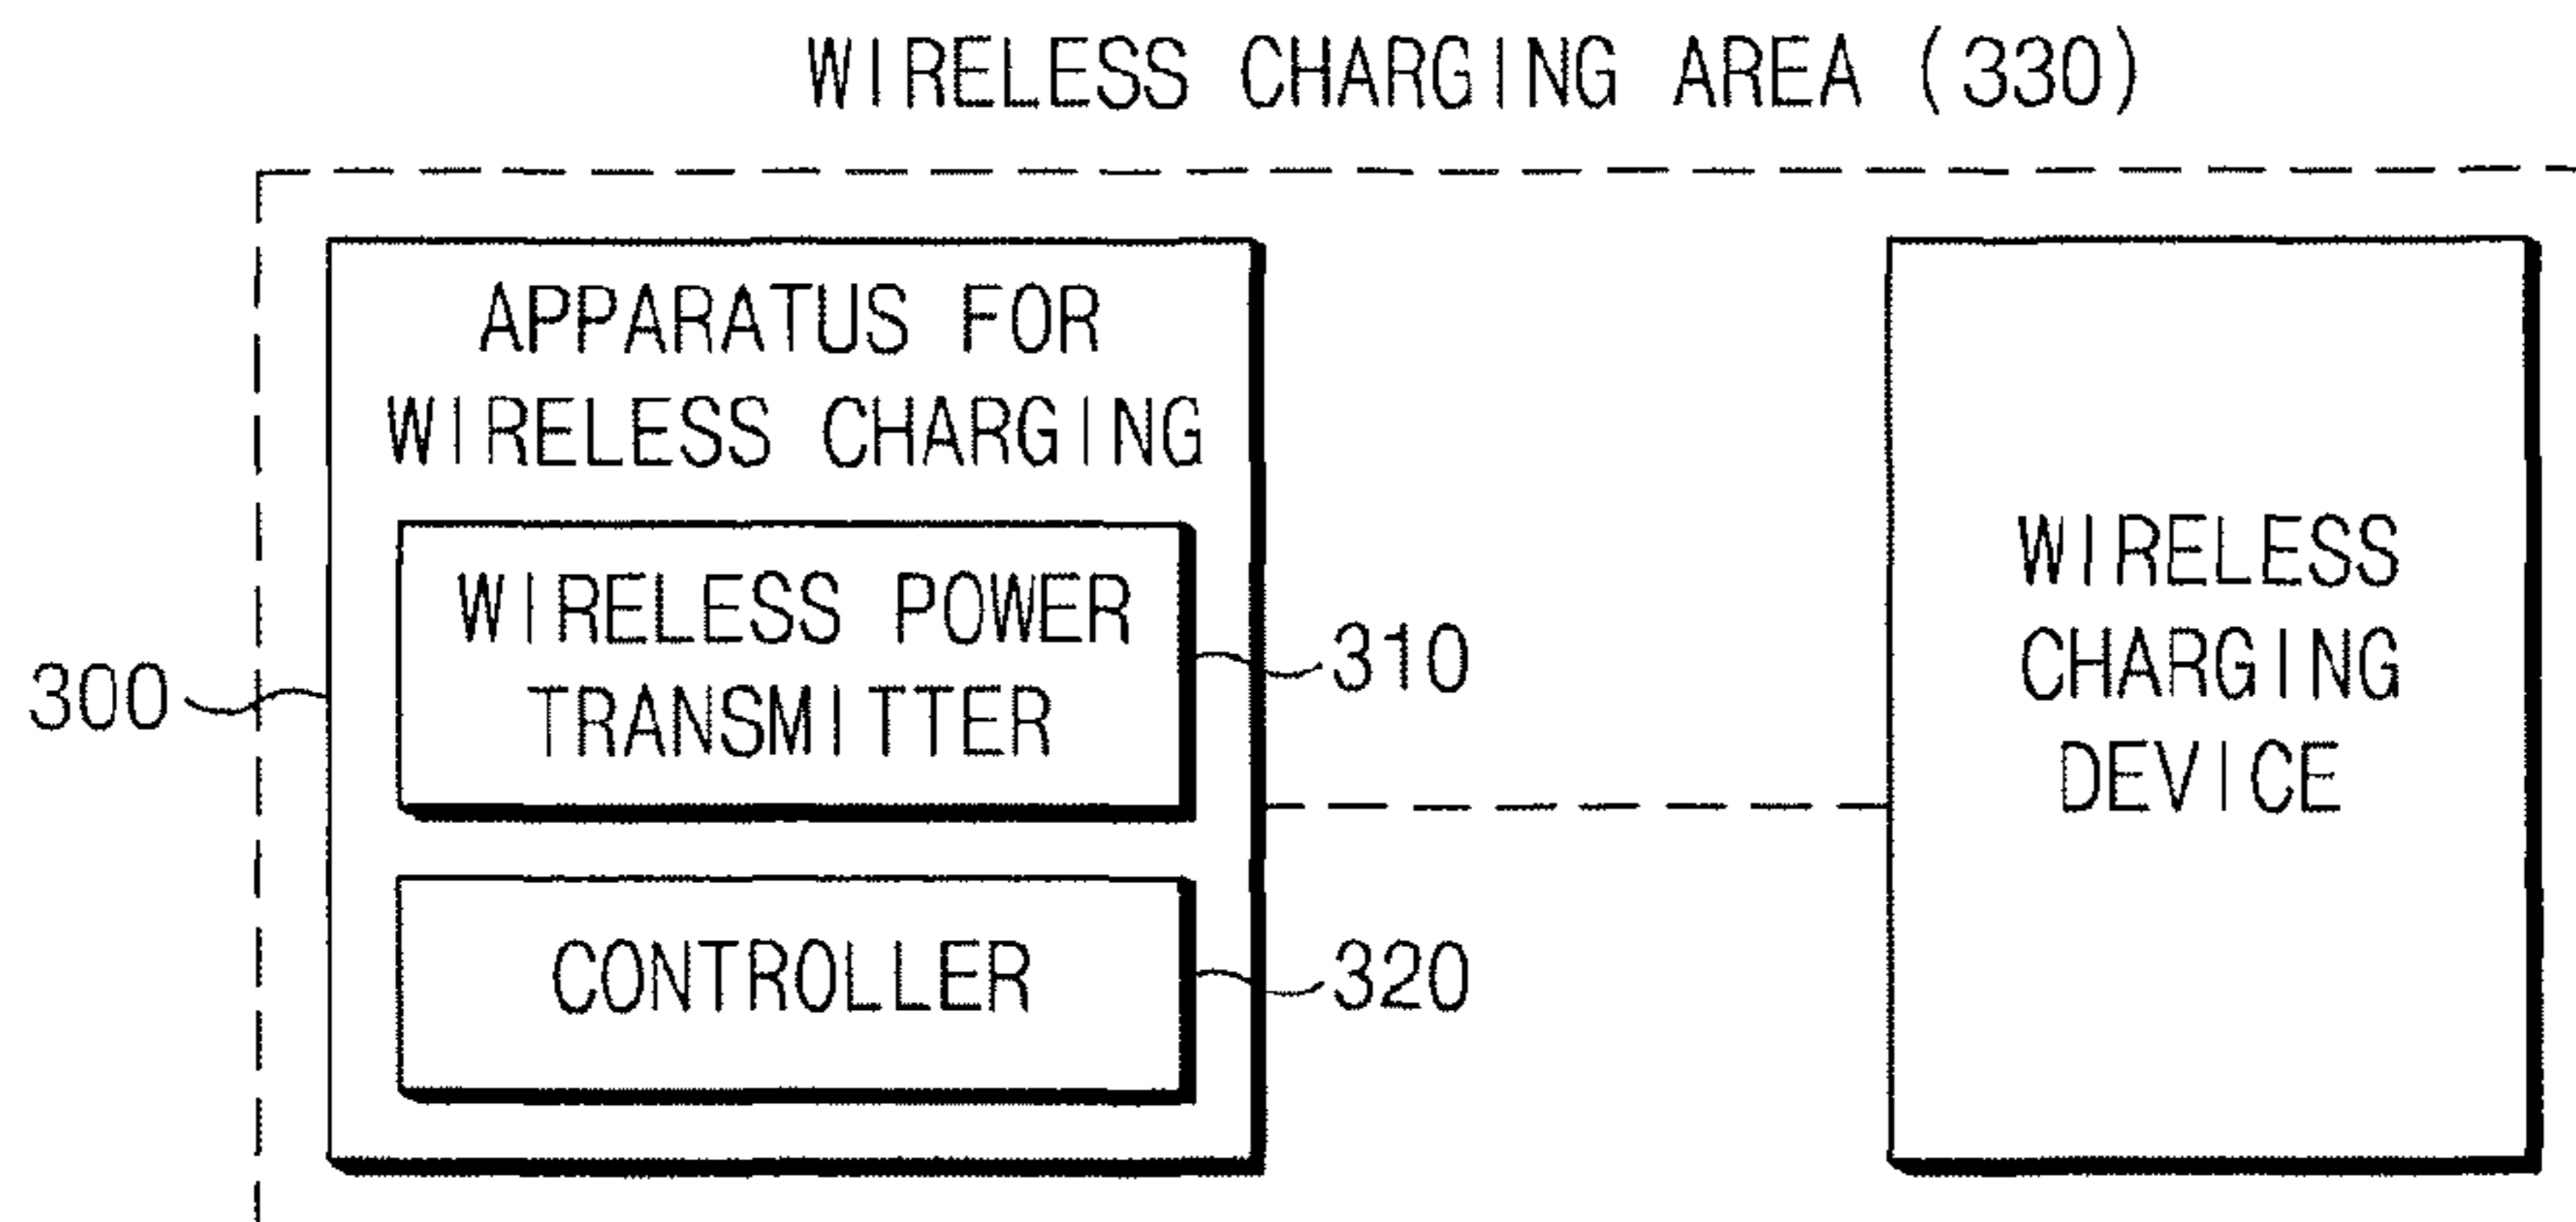 WIRELESS CHARGING AREA (330)
APPARATUS FOR
WIRELESS CHARGING
WIRELESS POWER
TRANSMITTER
310
300
CONTROLLER
320
WIRELESS
CHARGING
DEVICE